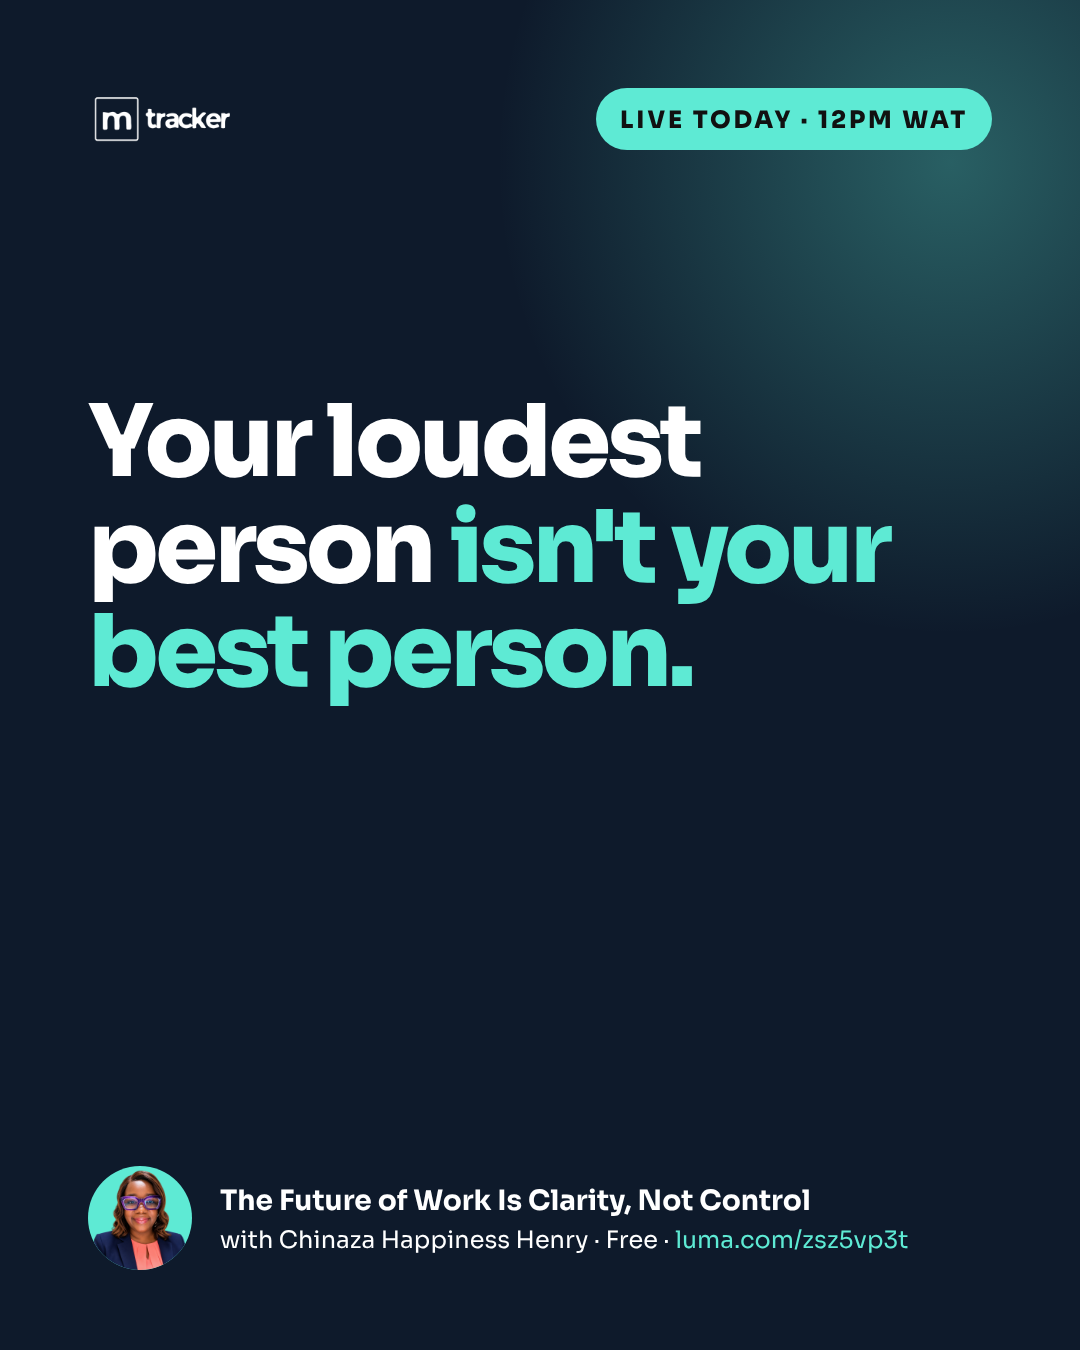 m tracker
LIVE TODAY · 12PM WAT
Your loudest
person isn't your
best person.
The Future of Work Is Clarity, Not Control
with Chinaza Happiness Henry · Free · luma.com/zsz5vp3t